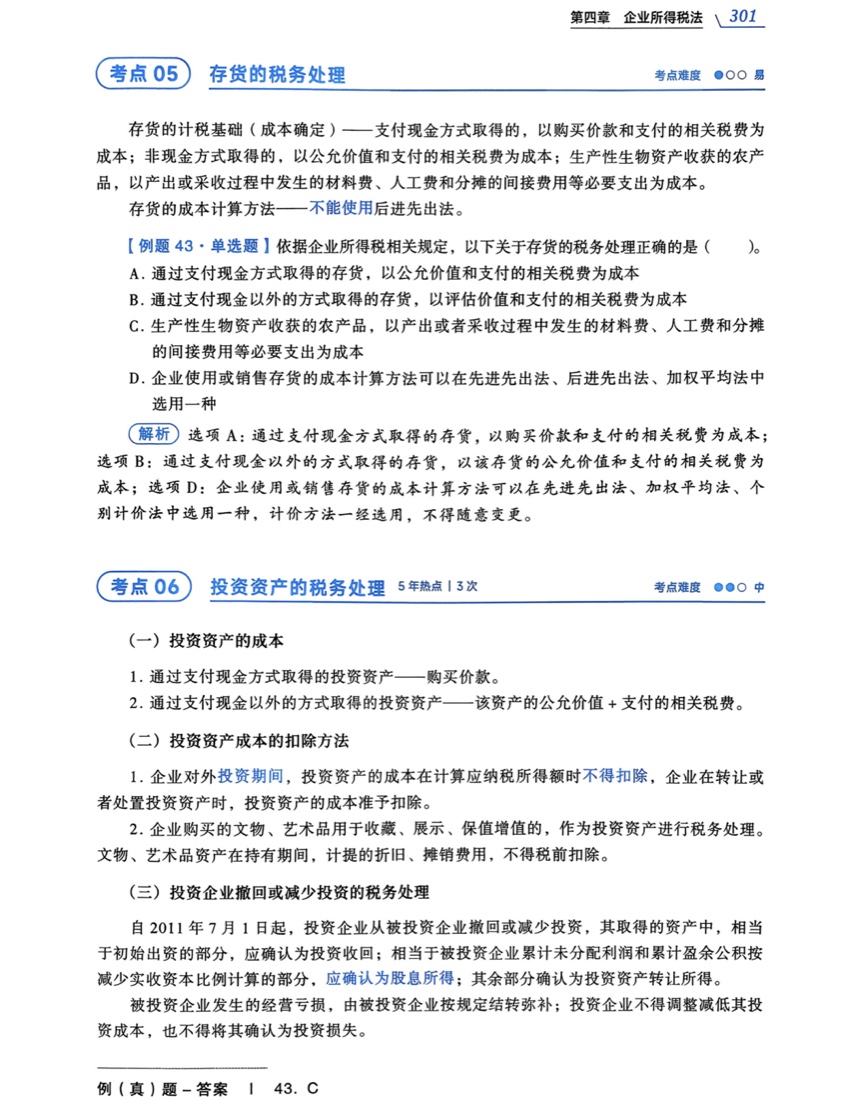 第四章 企业所得税法 301
考点 05 存货的税务处理 考点难度 ●○○ 易
存货的计税基础（成本确定）——支付现金方式取得的，以购买价款和支付的相关税费为
成本；非现金方式取得的，以公允价值和支付的相关税费为成本；生产性生物资产收获的农产
品，以产出或采收过程中发生的材料费、人工费和分摊的间接费用等必要支出为成本。
存货的成本计算方法——不能使用后进先出法。
【例题 43·单选题】依据企业所得税相关规定，以下关于存货的税务处理正确的是（ ）。
A. 通过支付现金方式取得的存货，以公允价值和支付的相关税费为成本
B. 通过支付现金以外的方式取得的存货，以评估价值和支付的相关税费为成本
C. 生产性生物资产收获的农产品，以产出或者采收过程中发生的材料费、人工费和分摊
的间接费用等必要支出为成本
D. 企业使用或销售存货的成本计算方法可以在先进先出法、后进先出法、加权平均法中
选用一种
解析 选项 A：通过支付现金方式取得的存货，以购买价款和支付的相关税费为成本；
选项 B：通过支付现金以外的方式取得的存货，以该存货的公允价值和支付的相关税费为
成本；选项 D：企业使用或销售存货的成本计算方法可以在先进先出法、加权平均法、个
别计价法中选用一种，计价方法一经选用，不得随意变更。
考点 06 投资资产的税务处理 5 年热点 | 3 次 考点难度 ●●○ 中
（一）投资资产的成本
1. 通过支付现金方式取得的投资资产——购买价款。
2. 通过支付现金以外的方式取得的投资资产——该资产的公允价值 + 支付的相关税费。
（二）投资资产成本的扣除方法
1. 企业对外投资期间，投资资产的成本在计算应纳税所得额时不得扣除，企业在转让或
者处置投资资产时，投资资产的成本准予扣除。
2. 企业购买的文物、艺术品用于收藏、展示、保值增值的，作为投资资产进行税务处理。
文物、艺术品资产在持有期间，计提的折旧、摊销费用，不得税前扣除。
（三）投资企业撤回或减少投资的税务处理
自 2011 年 7 月 1 日起，投资企业从被投资企业撤回或减少投资，其取得的资产中，相当
于初始出资的部分，应确认为投资收回；相当于被投资企业累计未分配利润和累计盈余公积按
减少实收资本比例计算的部分，应确认为股息所得；其余部分确认为投资资产转让所得。
被投资企业发生的经营亏损，由被投资企业按规定结转弥补；投资企业不得调整减低其投
资成本，也不得将其确认为投资损失。
例（真）题 – 答案 | 43. C